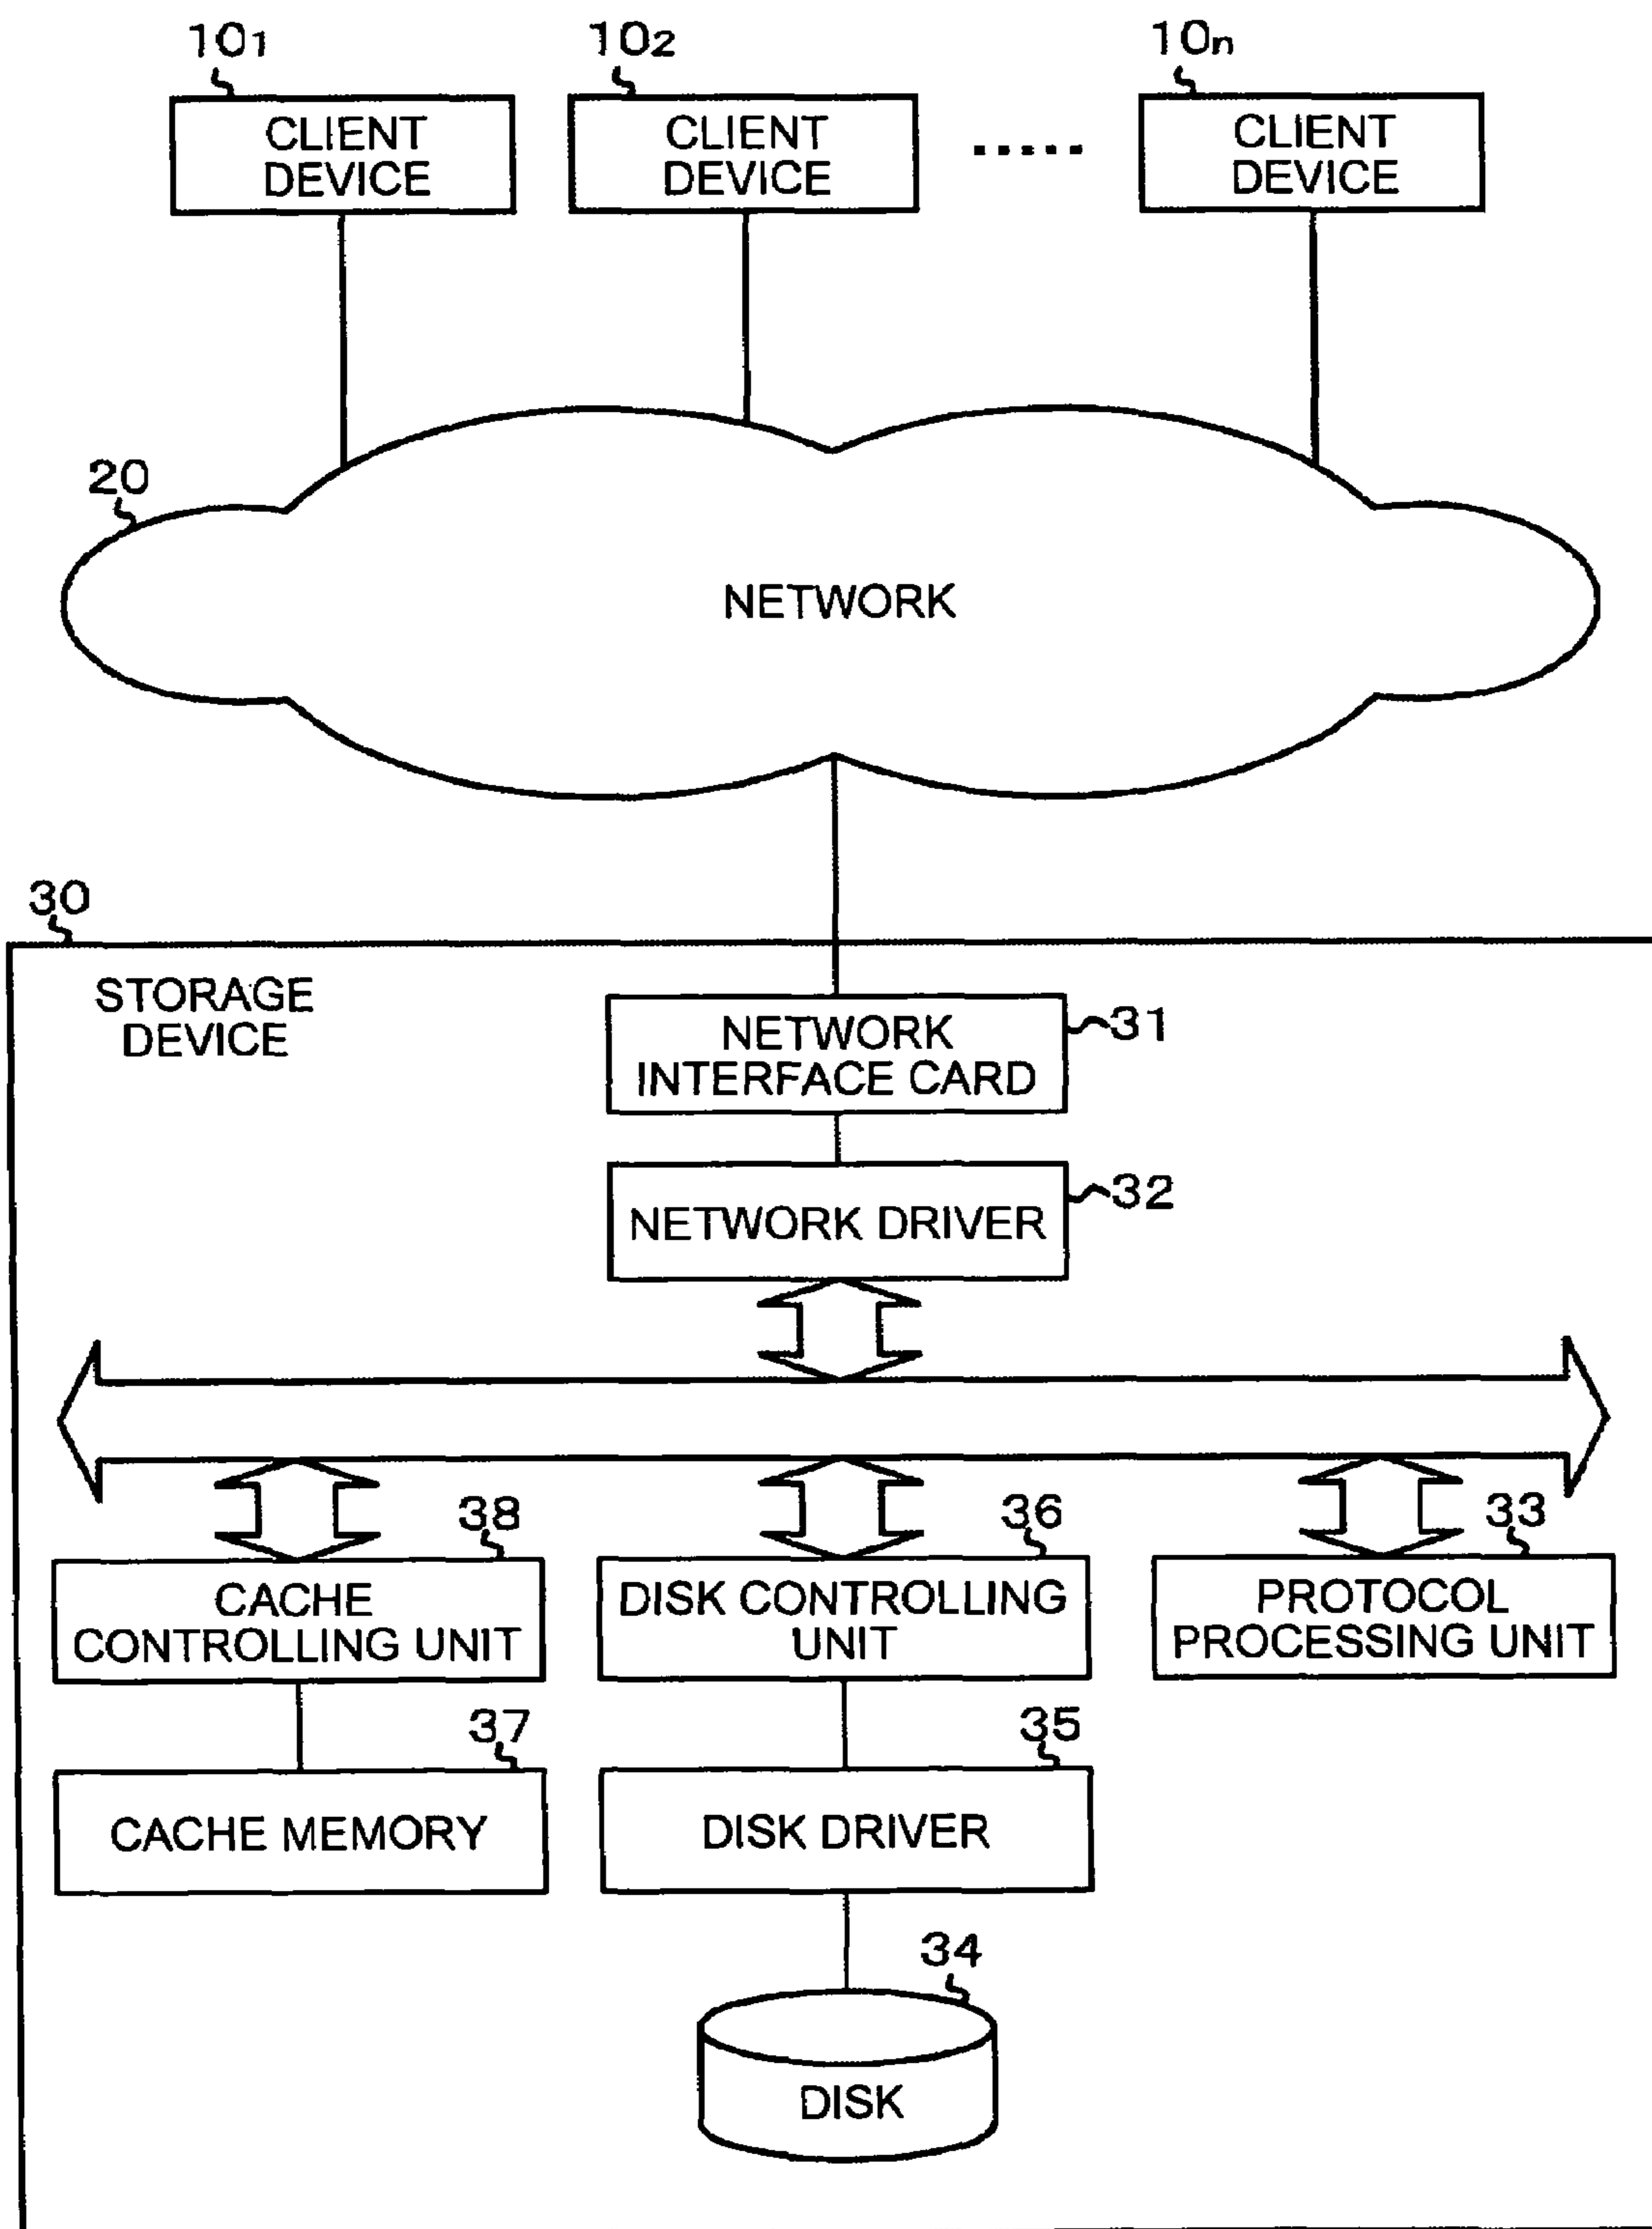 10₁
10₂
10ₙ
CLIENT
DEVICE
CLIENT
DEVICE
.....
CLIENT
DEVICE
20
NETWORK
30
STORAGE
DEVICE
NETWORK
INTERFACE CARD
31
NETWORK DRIVER
32
38
36
33
CACHE
CONTROLLING UNIT
DISK CONTROLLING
UNIT
PROTOCOL
PROCESSING UNIT
37
35
CACHE MEMORY
DISK DRIVER
34
DISK